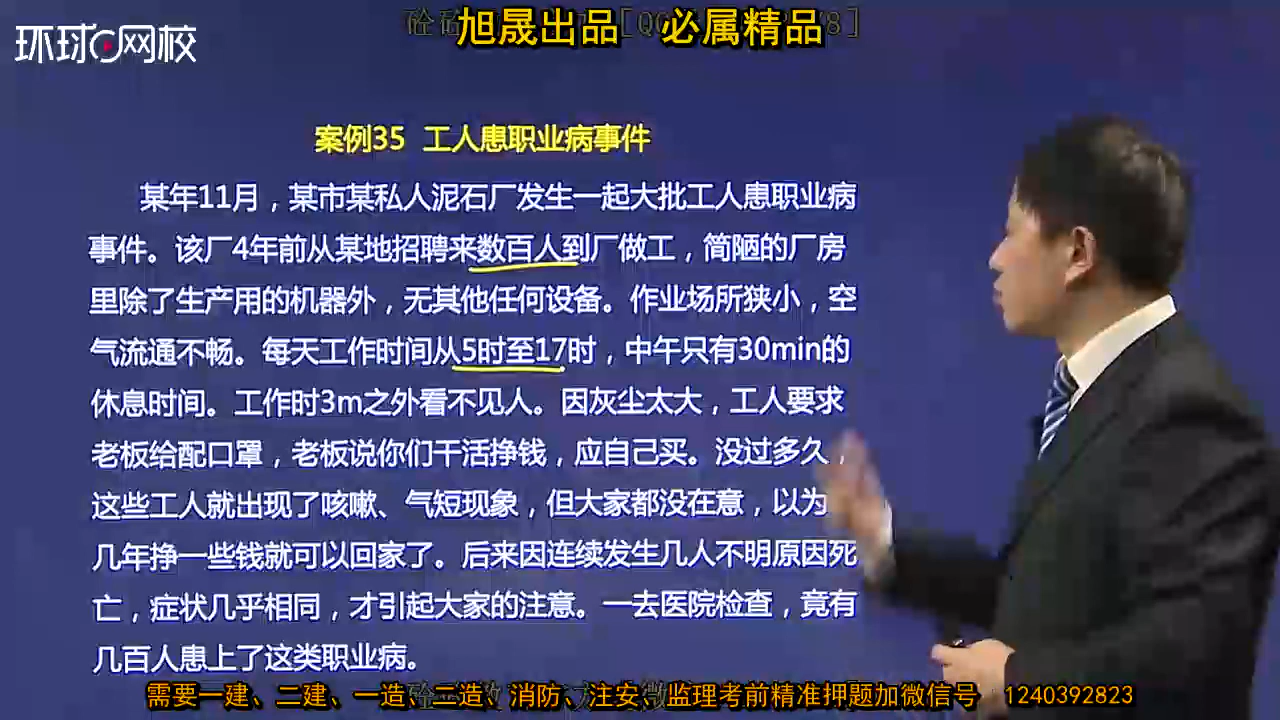 旭晟出品 必属精品
环球网校
案例35 工人患职业病事件
某年11月，某市某私人泥石厂发生一起大批工人患职业病
事件。该厂4年前从某地招聘来数百人到厂做工，简陋的厂房
里除了生产用的机器外，无其他任何设备。作业场所狭小，空
气流通不畅。每天工作时间从5时至17时，中午只有30min的
休息时间。工作时3m之外看不见人。因灰尘太大，工人要求
老板给配口罩，老板说你们干活挣钱，应自己买。没过多久，
这些工人就出现了咳嗽、气短现象，但大家都没在意，以为
几年挣一些钱就可以回家了。后来因连续发生几人不明原因死
亡，症状几乎相同，才引起大家的注意。一去医院检查，竟有
几百人患上了这类职业病。
需要一建、二建、一造、二造、消防、注安、监理考前精准押题加微信号 1240392823